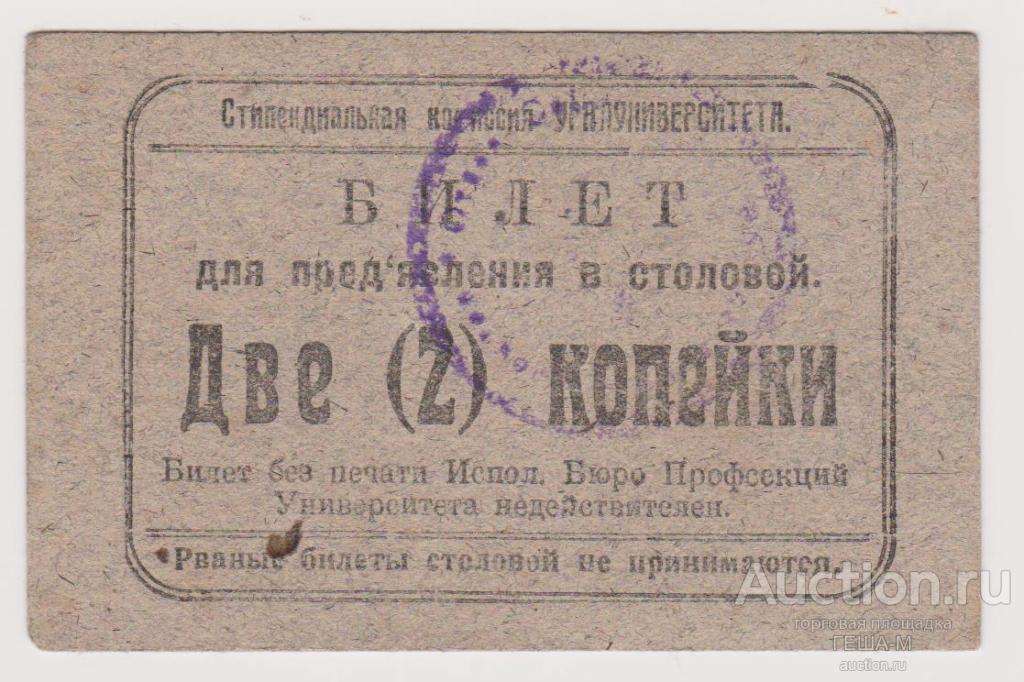 Стипендиальная комиссия УРАЛУНИВЕРСИТЕТА.
БИЛЕТ
для пред'явления в столовой.
Две (2) копейки
Билет без печати Испол. Бюро Профсекций
Университета недействителен.
Рваные билеты столовой не принимаются.
Auction.ru
торговая площадка
ГЕША-М
auction.ru